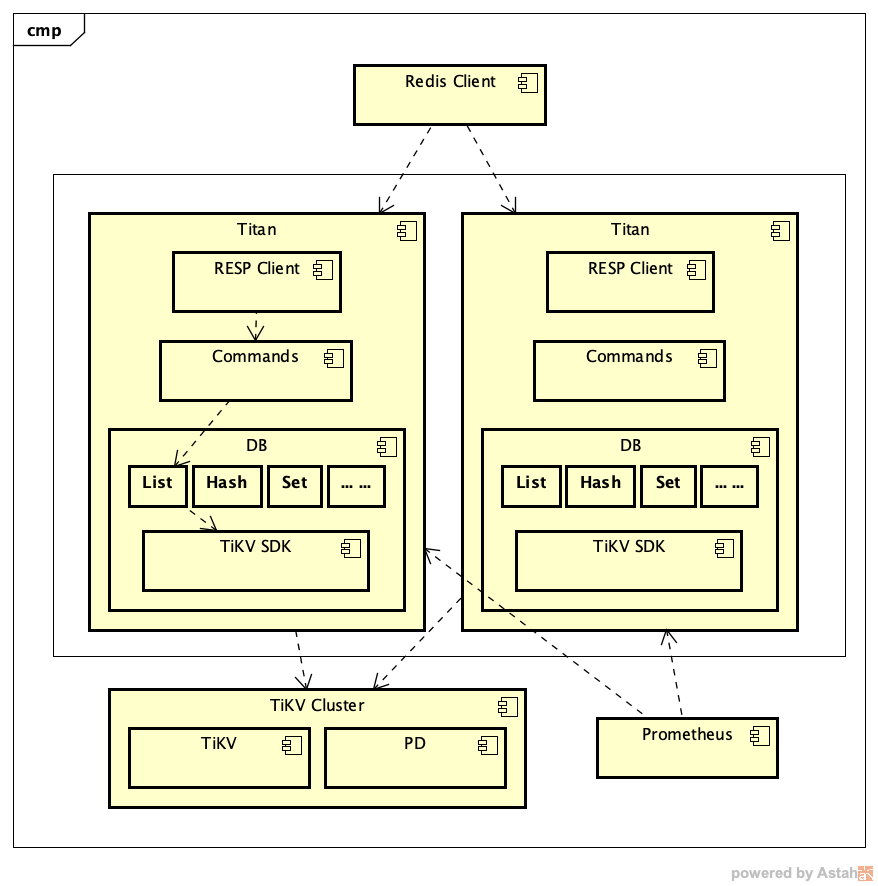 cmp
Redis Client
Titan
RESP Client
Commands
DB
List
Hash
Set
... ...
TiKV SDK
Titan
RESP Client
Commands
DB
List
Hash
Set
... ...
TiKV SDK
TiKV Cluster
TiKV
PD
Prometheus
powered by Astah